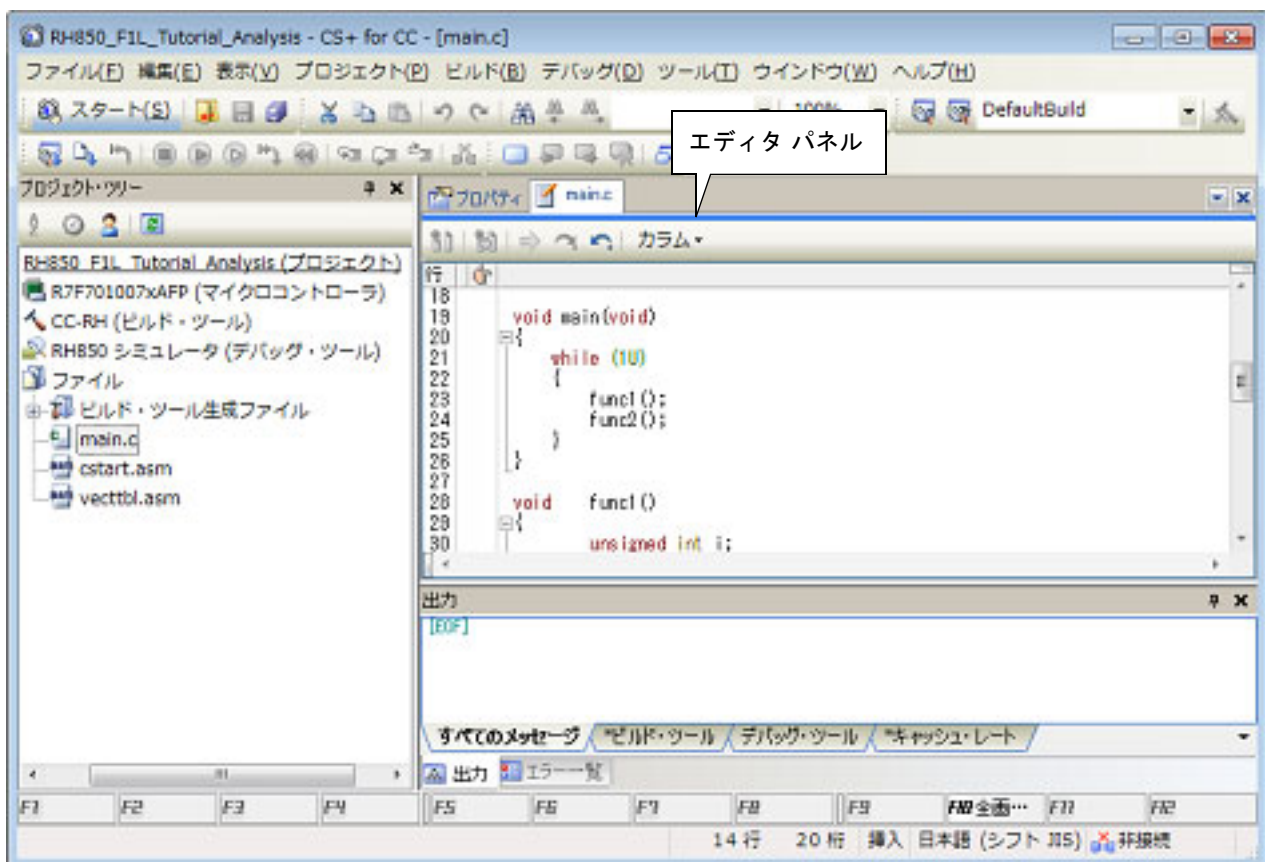 RH850_F1L_Tutorial_Analysis - CS+ for CC - [main.c]
ファイル(F) 編集(E) 表示(V) プロジェクト(P) ビルド(B) デバッグ(D) ツール(T) ウインドウ(W) ヘルプ(H)
スタート(S) 100% DefaultBuild
エディタ パネル
プロジェクト・ツリー
プロパティ main.c
カラム
RH850_F1L_Tutorial_Analysis (プロジェクト)
R7F701007xAFP (マイクロコントローラ)
CC-RH (ビルド・ツール)
RH850 シミュレータ (デバッグ・ツール)
ファイル
ビルド・ツール生成ファイル
main.c
cstart.asm
vecttbl.asm
行
18
19 void main(void)
20 {
21 while (1U)
22 {
23 func1();
24 func2();
25 }
26 }
27
28 void func1()
29 {
30 unsigned int i;
出力
[EOF]
すべてのメッセージ *ビルド・ツール デバッグ・ツール *キャッシュ・レート
出力 エラー一覧
F1 F2 F3 F4 F5 F6 F7 F8 F9 F10 全画… F11 F12
14 行 20 桁 挿入 日本語 (シフト JIS) 非接続